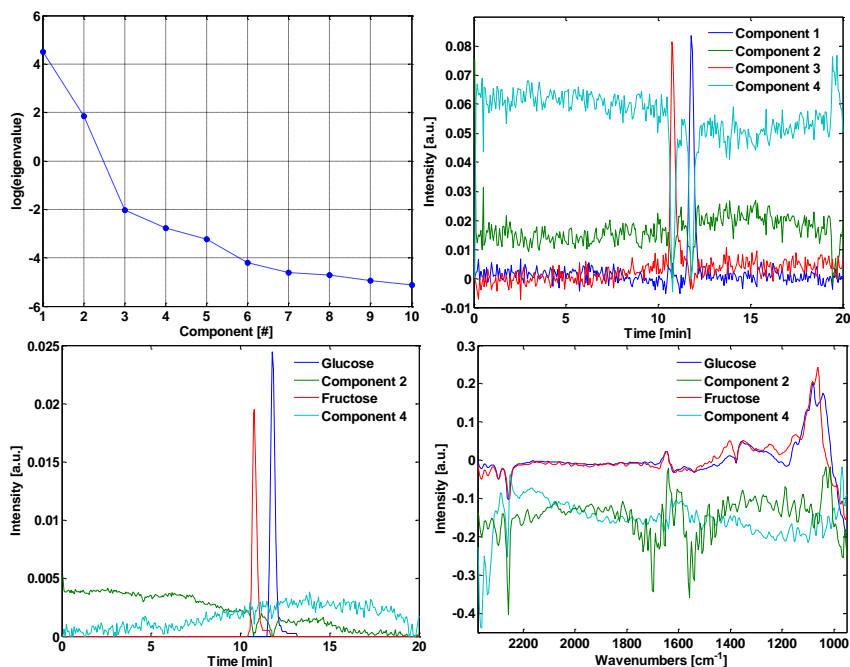 6
4
2
0
-2
-4
-6
1 2 3 4 5 6 7 8 9 10
log(eigenvalue)
Component [#]
0.08
0.07
0.06
0.05
0.04
0.03
0.02
0.01
0
-0.01
0 5 10 15 20
Intensity [a.u.]
Time [min]
Component 1
Component 2
Component 3
Component 4
0.025
0.02
0.015
0.01
0.005
0
0 5 10 15 20
Intensity [a.u.]
Time [min]
Glucose
Component 2
Fructose
Component 4
0.3
0.2
0.1
0
-0.1
-0.2
-0.3
-0.4
2200 2000 1800 1600 1400 1200 1000
Intensity [a.u.]
Wavenumbers [cm-1]
Glucose
Component 2
Fructose
Component 4